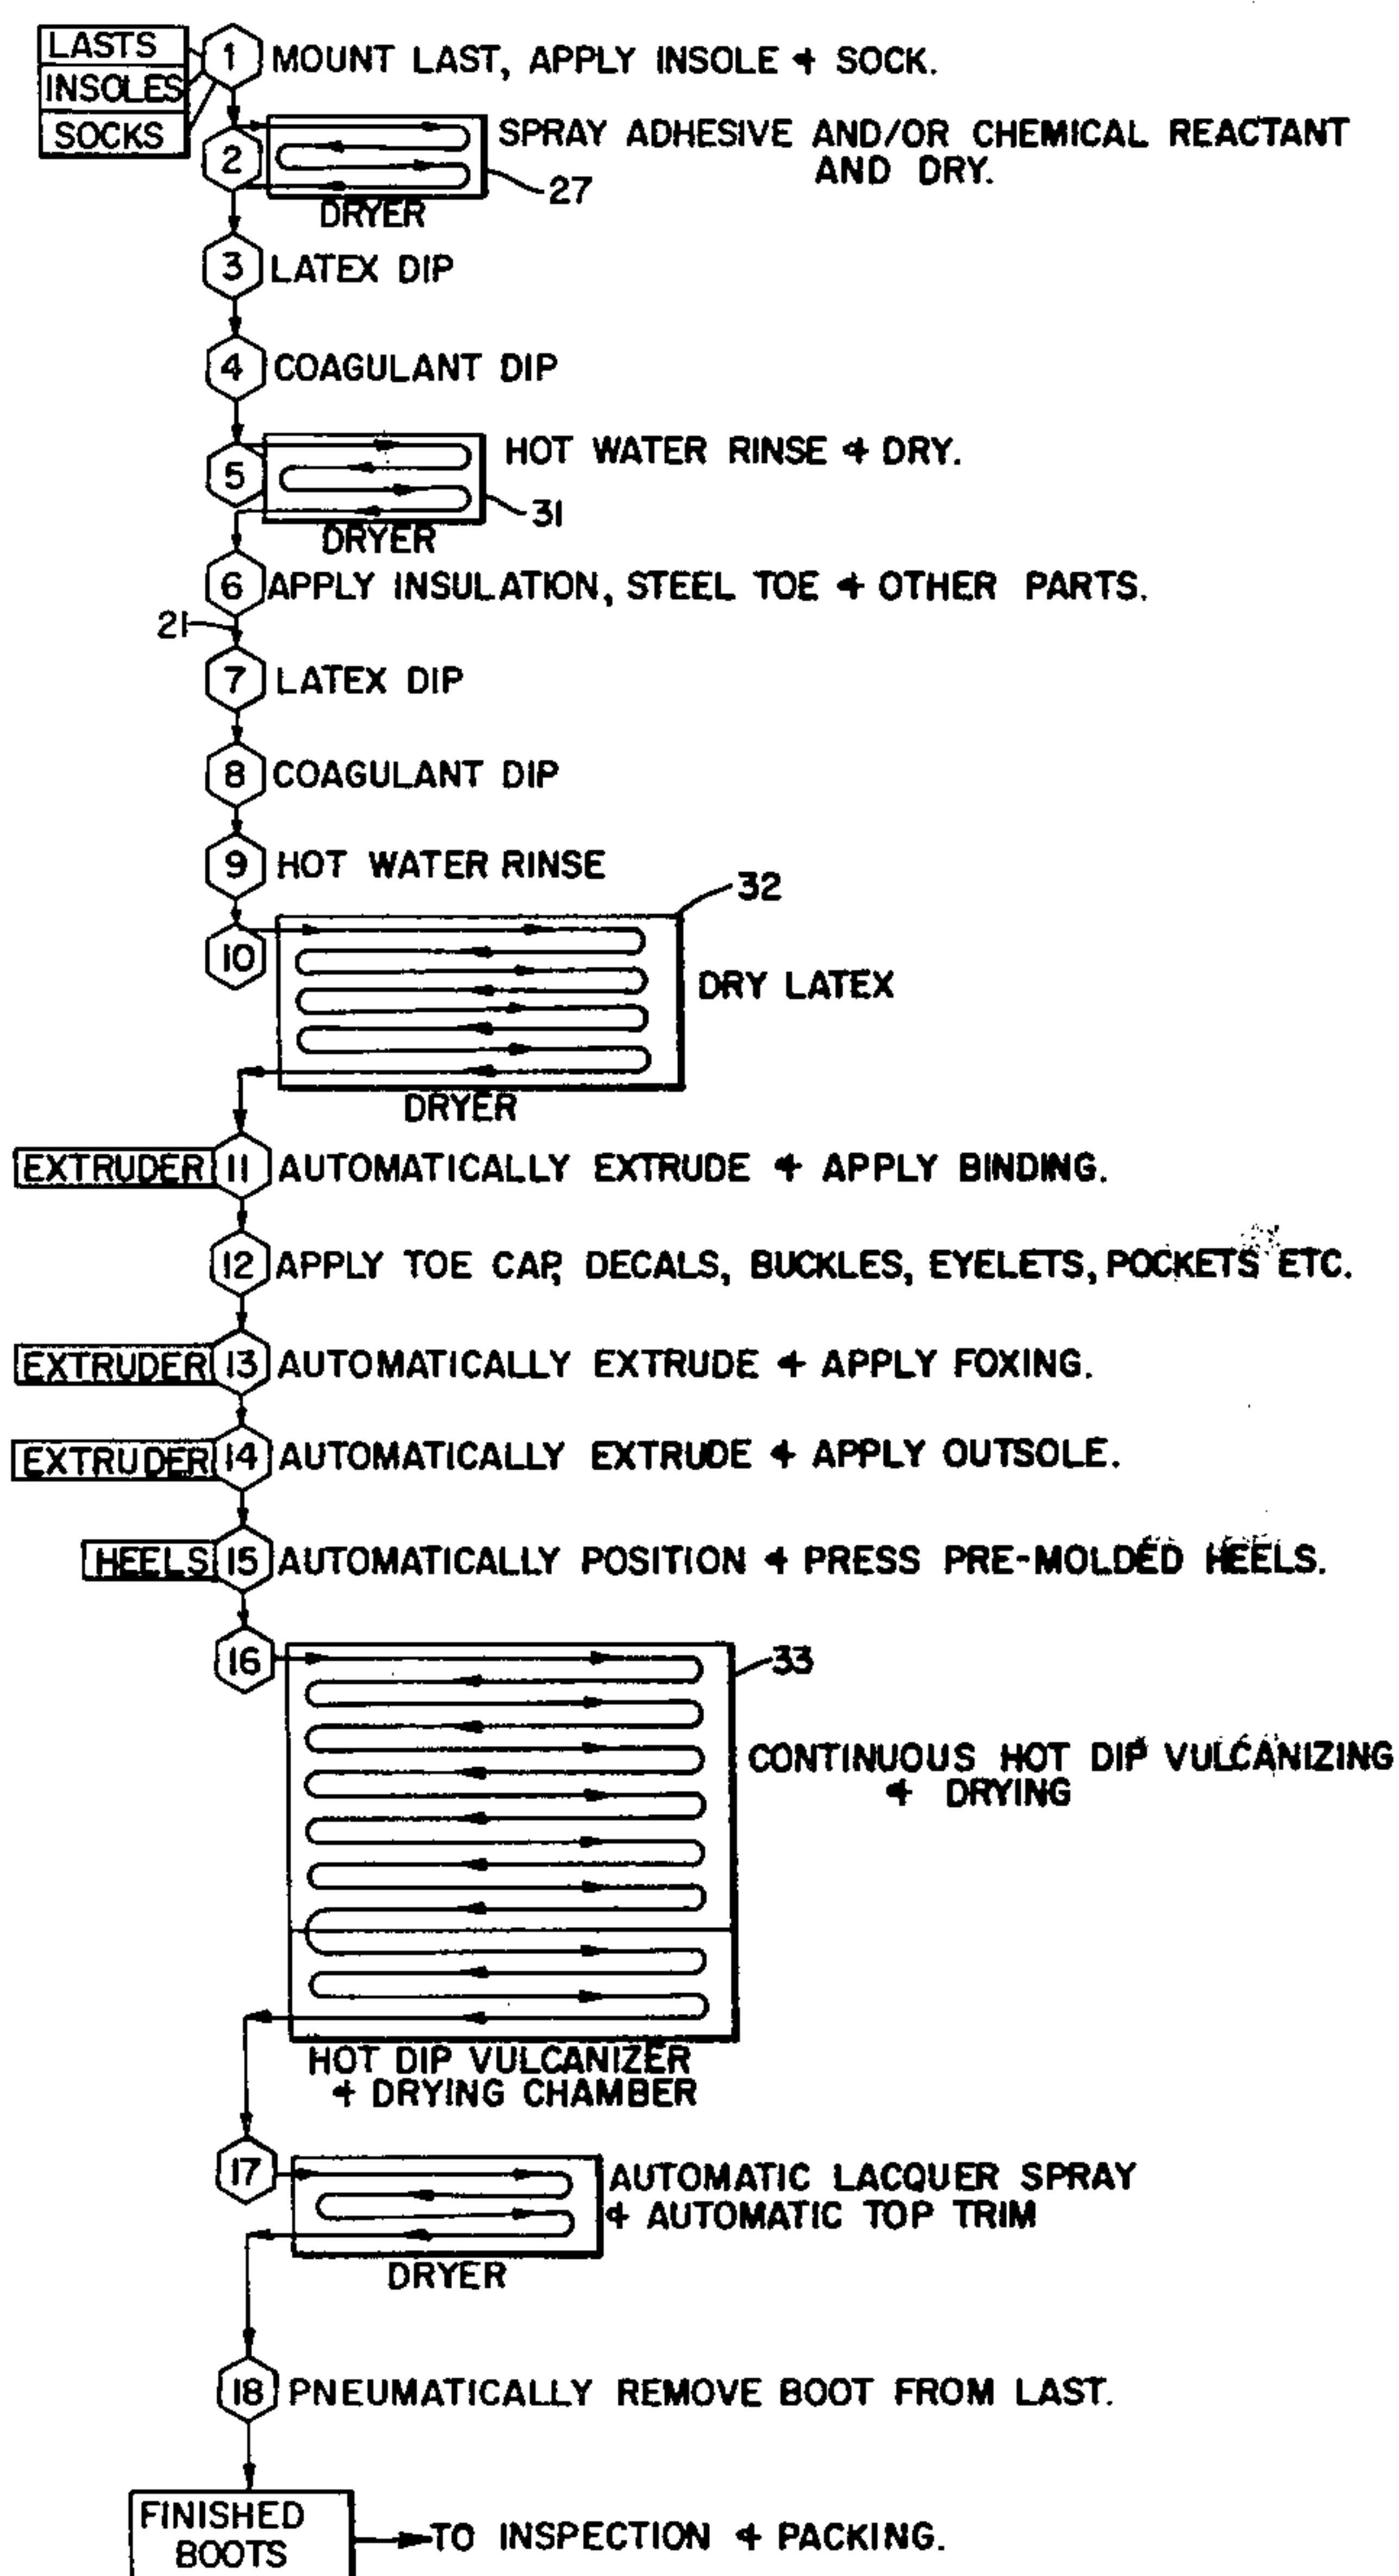 LASTS
INSOLES
SOCKS
1 MOUNT LAST, APPLY INSOLE & SOCK.
2 SPRAY ADHESIVE AND/OR CHEMICAL REACTANT
AND DRY.
27
DRYER
3 LATEX DIP
4 COAGULANT DIP
5 HOT WATER RINSE & DRY.
31
DRYER
6 APPLY INSULATION, STEEL TOE & OTHER PARTS.
21
7 LATEX DIP
8 COAGULANT DIP
9 HOT WATER RINSE
32
10
DRY LATEX
DRYER
EXTRUDER 11 AUTOMATICALLY EXTRUDE & APPLY BINDING.
12 APPLY TOE CAP, DECALS, BUCKLES, EYELETS, POCKETS ETC.
EXTRUDER 13 AUTOMATICALLY EXTRUDE & APPLY FOXING.
EXTRUDER 14 AUTOMATICALLY EXTRUDE & APPLY OUTSOLE.
HEELS 15 AUTOMATICALLY POSITION & PRESS PRE-MOLDED HEELS.
16
33
CONTINUOUS HOT DIP VULCANIZING
& DRYING
HOT DIP VULCANIZER
& DRYING CHAMBER
17 AUTOMATIC LACQUER SPRAY
& AUTOMATIC TOP TRIM
DRYER
18 PNEUMATICALLY REMOVE BOOT FROM LAST.
FINISHED
BOOTS
TO INSPECTION & PACKING.